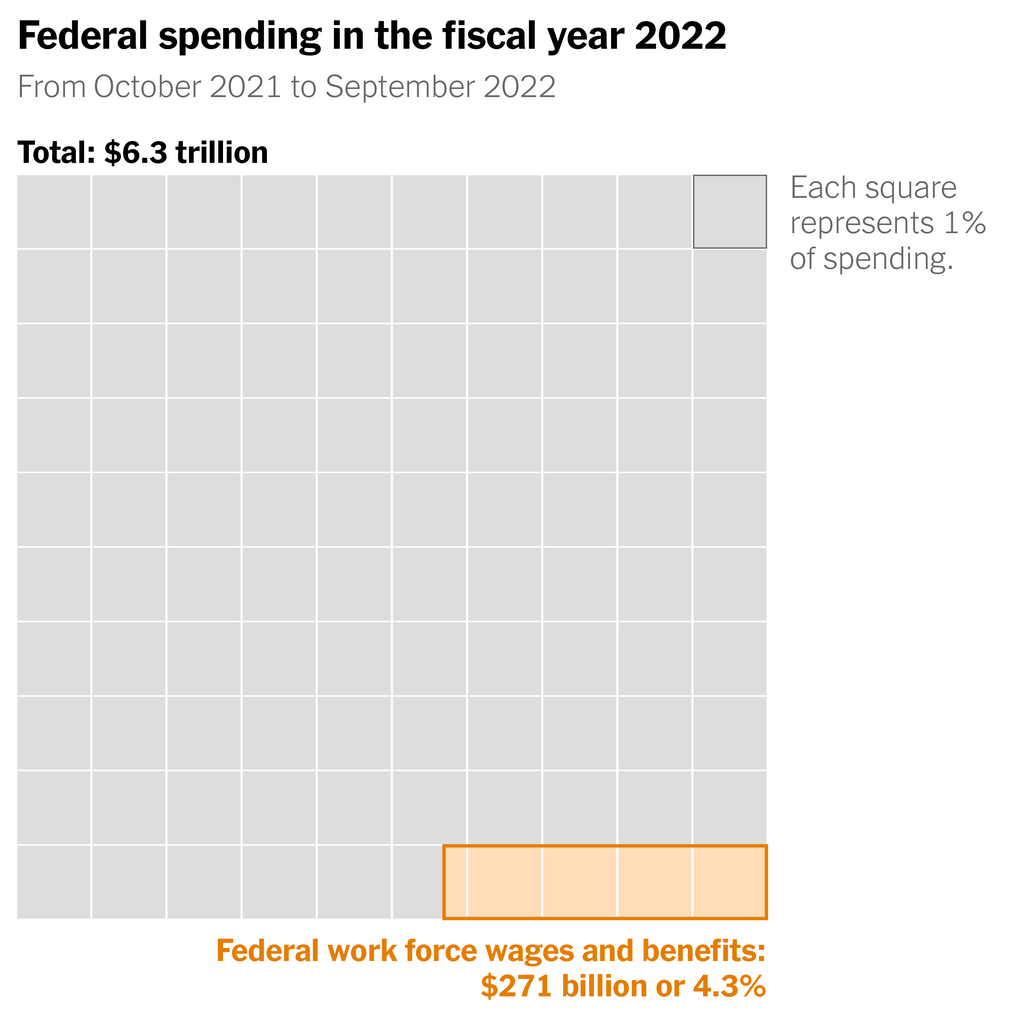 Federal spending in the fiscal year 2022
From October 2021 to September 2022
Total: $6.3 trillion
Each square
represents 1%
of spending.
Federal work force wages and benefits:
$271 billion or 4.3%